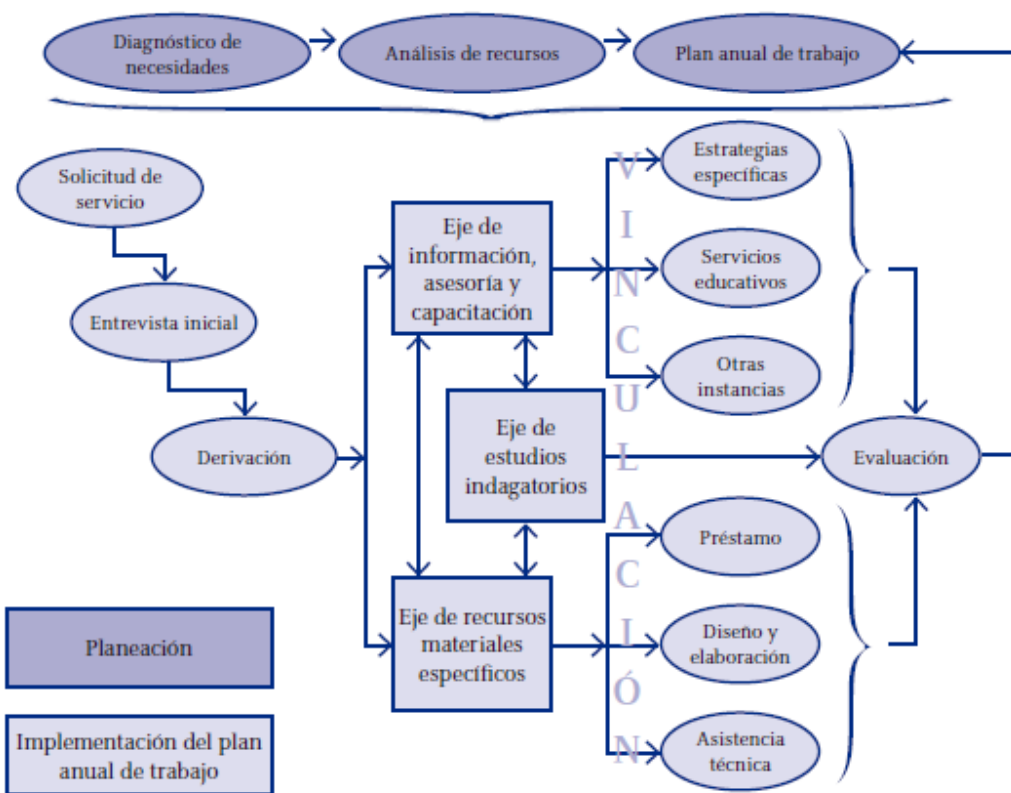 Diagnóstico de
necesidades
Análisis de recursos
Plan anual de trabajo
Solicitud de
servicio
Entrevista inicial
Derivación
Eje de
información,
asesoría y
capacitación
Eje de
estudios
indagatorios
Eje de recursos
materiales
específicos
VINCULACIÓN
Estrategias
específicas
Servicios
educativos
Otras
instancias
Préstamo
Diseño y
elaboración
Asistencia
técnica
Evaluación
Planeación
Implementación del plan
anual de trabajo